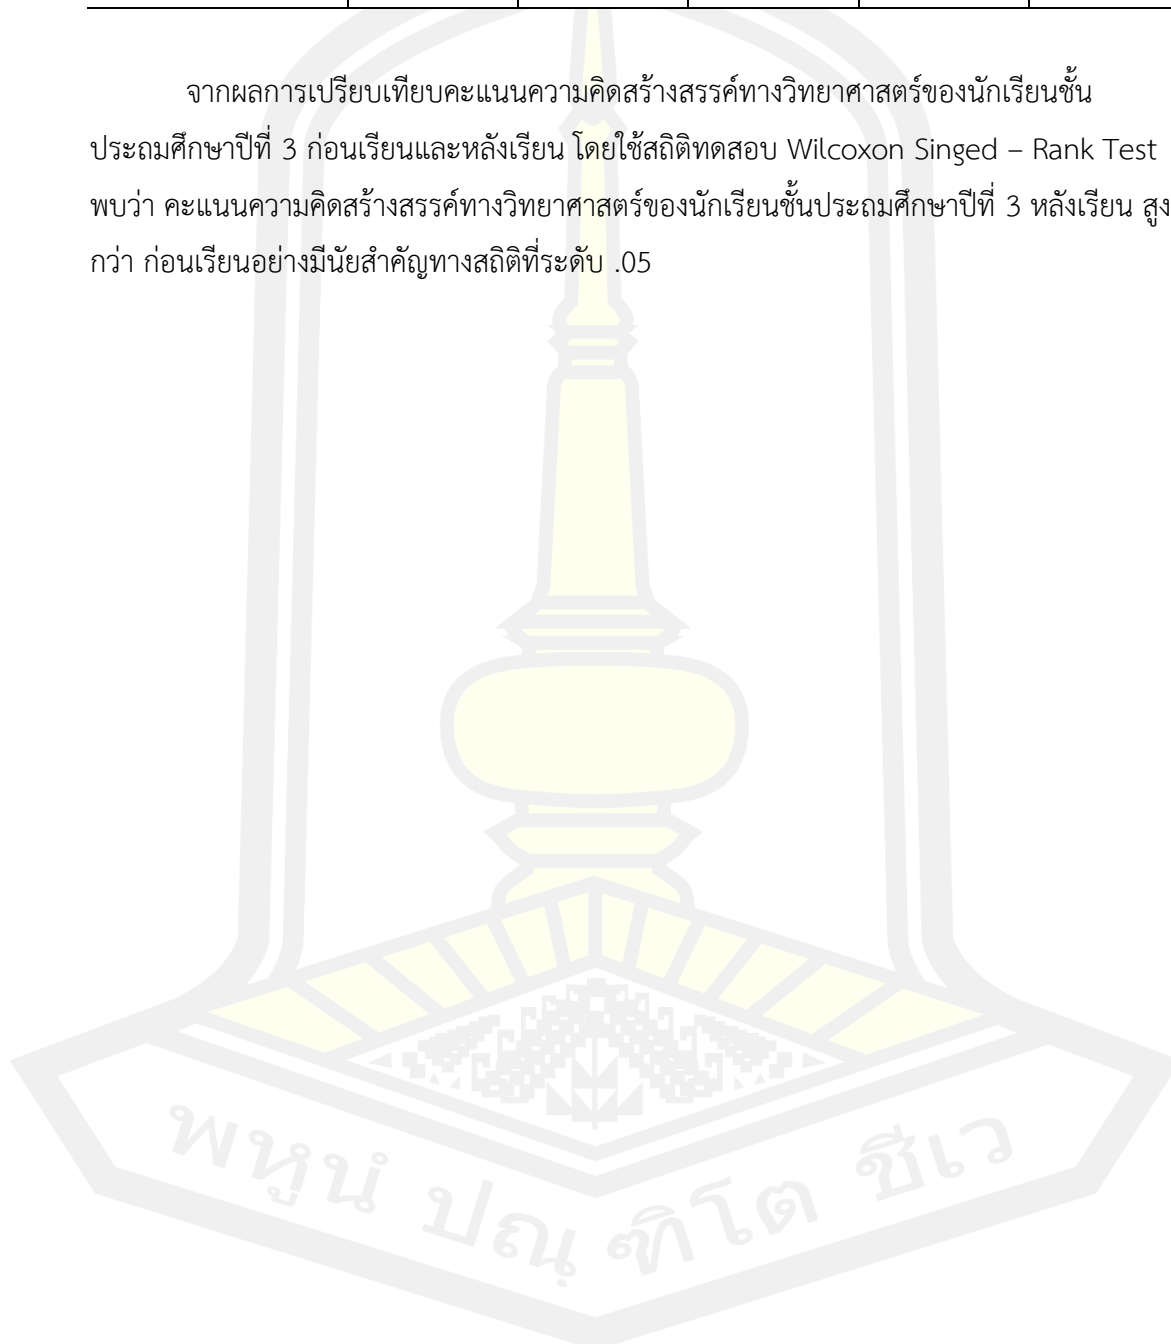 จากผลการเปรียบเทียบคะแนนความคิดสร้างสรรค์ทางวิทยาศาสตร์ของนักเรียนชั้น
ประถมศึกษาปีที่ 3 ก่อนเรียนและหลังเรียน โดยใช้สถิติทดสอบ Wilcoxon Singed – Rank Test
พบว่า คะแนนความคิดสร้างสรรค์ทางวิทยาศาสตร์ของนักเรียนชั้นประถมศึกษาปีที่ 3 หลังเรียน สูง
กว่า ก่อนเรียนอย่างมีนัยสำคัญทางสถิติที่ระดับ .05
พหูนํ ปณฺฑิโต ชีเว